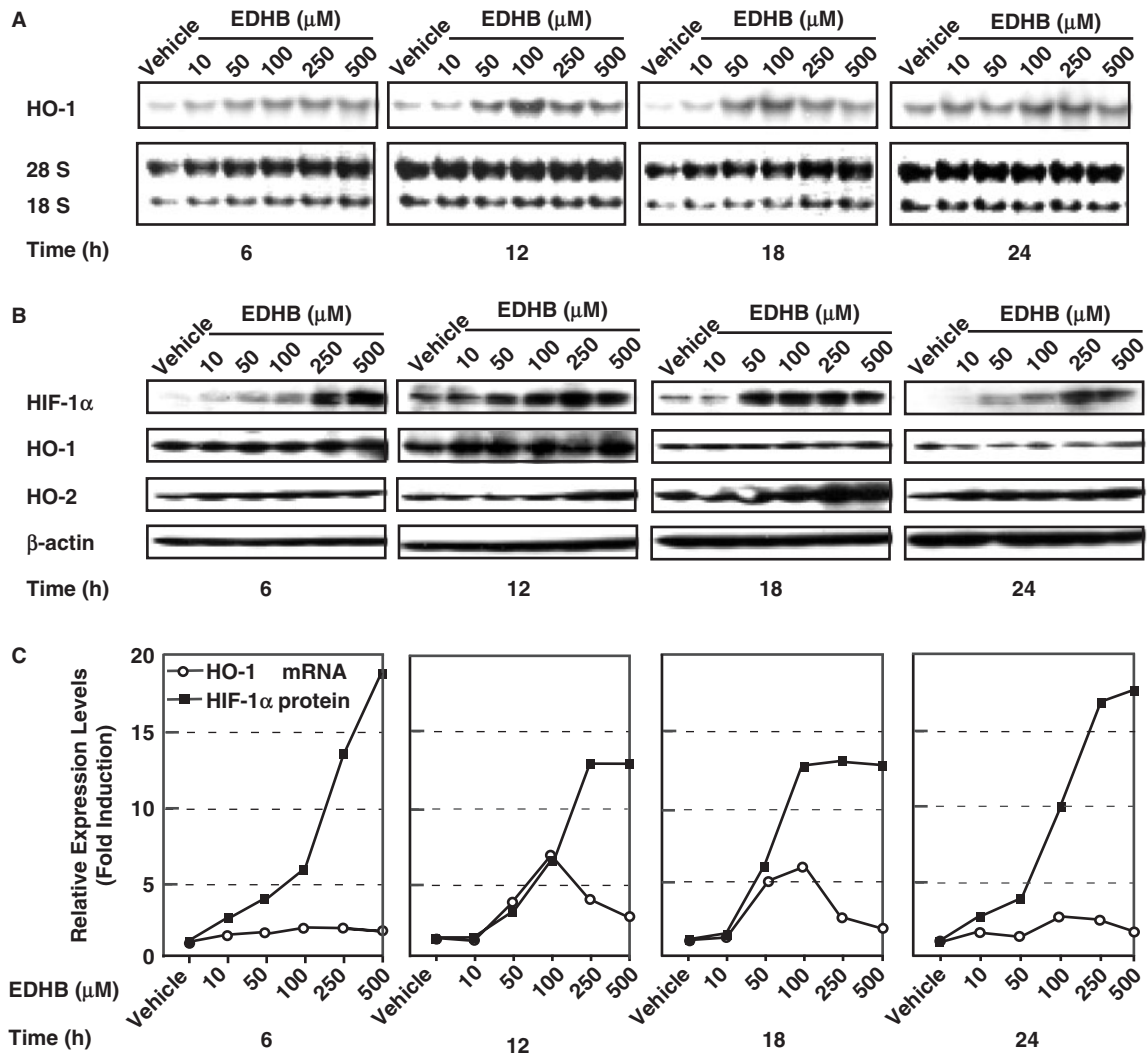 A
EDHB (μM) EDHB (μM) EDHB (μM) EDHB (μM)
Vehicle 10 50 100 250 500 Vehicle 10 50 100 250 500 Vehicle 10 50 100 250 500 Vehicle 10 50 100 250 500
HO-1
28 S
18 S
Time (h) 6 12 18 24
B
EDHB (μM) EDHB (μM) EDHB (μM) EDHB (μM)
Vehicle 10 50 100 250 500 Vehicle 10 50 100 250 500 Vehicle 10 50 100 250 500 Vehicle 10 50 100 250 500
HIF-1α
HO-1
HO-2
β-actin
Time (h) 6 12 18 24
C
Relative Expression Levels
(Fold Induction)
20
15
10
5
0
HO-1 mRNA
HIF-1α protein
EDHB (μM) Vehicle 10 50 100 250 500 Vehicle 10 50 100 250 500 Vehicle 10 50 100 250 500 Vehicle 10 50 100 250 500
Time (h) 6 12 18 24